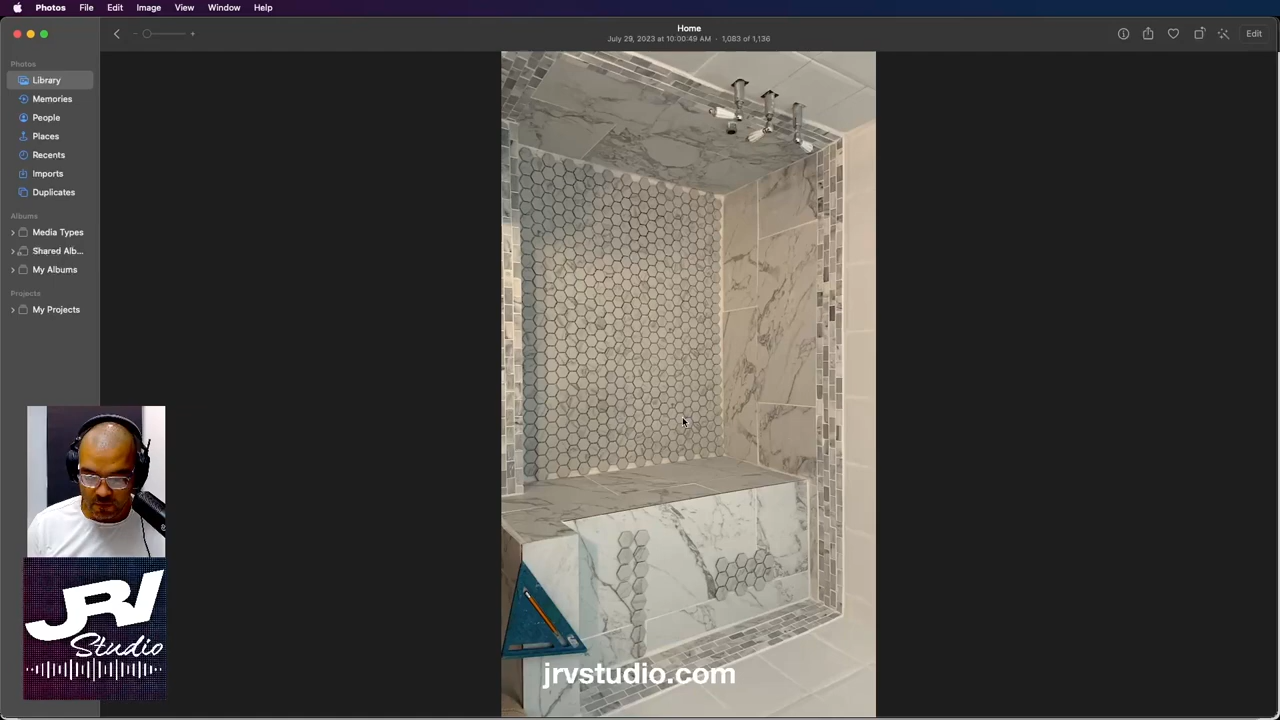 Photos File Edit Image View Window Help
Home
July 29, 2023 at 10:00:49 AM · 1,083 of 1,136
Edit
Photos
Library
Memories
People
Places
Recents
Imports
Duplicates
Albums
Media Types
Shared Alb...
My Albums
Projects
My Projects
JRV
Studio
jrvstudio.com